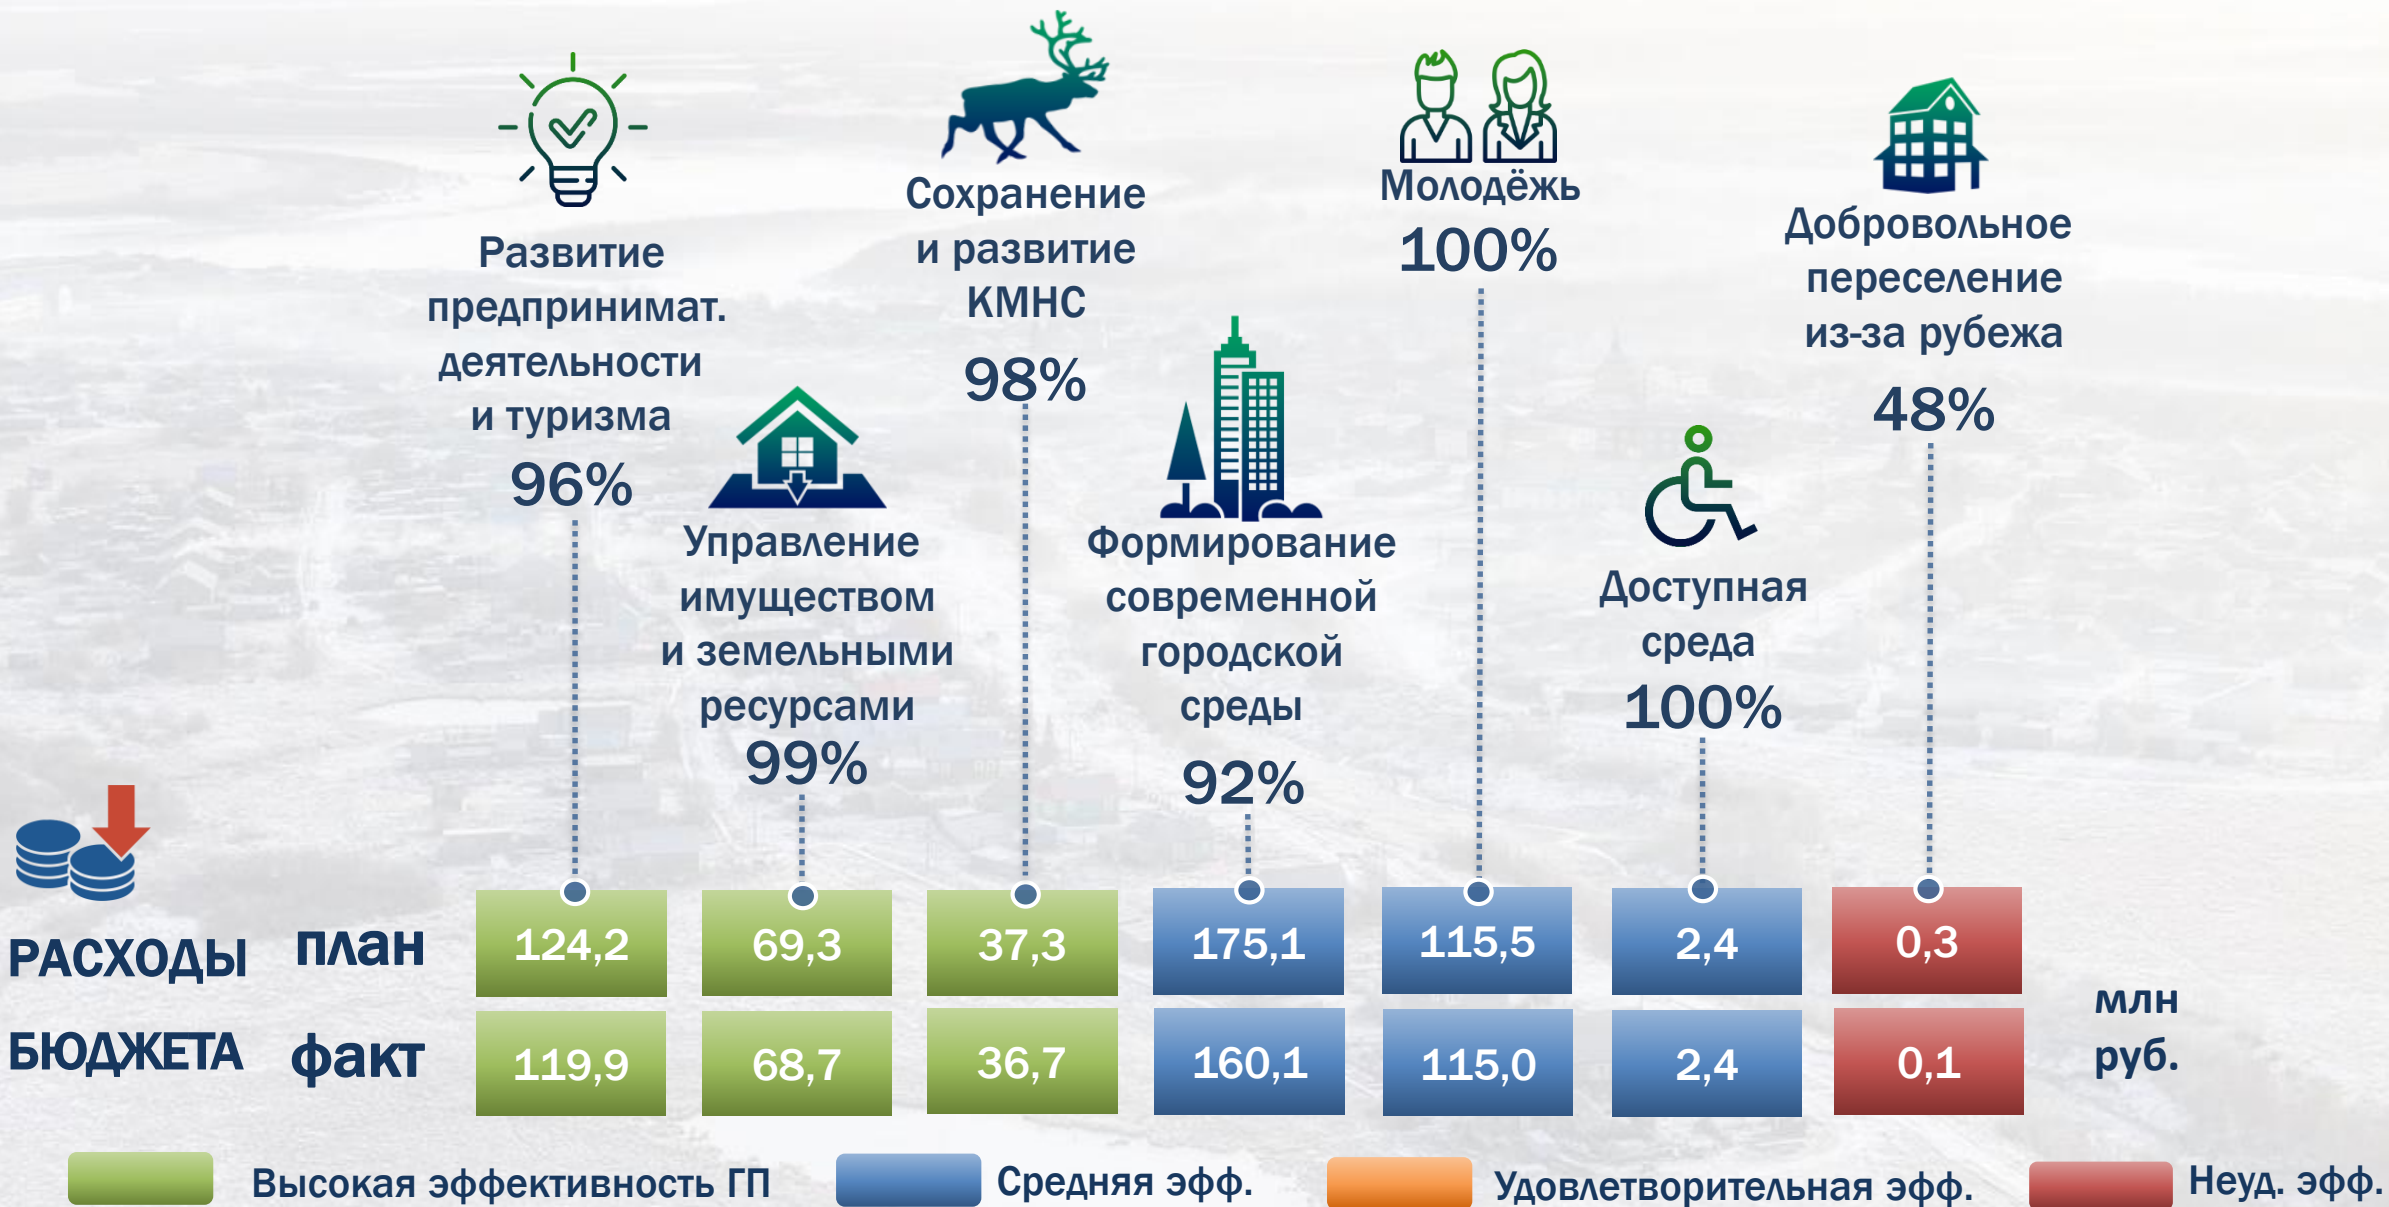 Развитие
предпринимат.
деятельности
и туризма
96%
Управление
имуществом
и земельными
ресурсами
99%
Сохранение
и развитие
КМНС
98%
Формирование
современной
городской
среды
92%
Молодёжь
100%
Доступная
среда
100%
Добровольное
переселение
из-за рубежа
48%
РАСХОДЫ
БЮДЖЕТА
план
124,2
69,3
37,3
175,1
115,5
2,4
0,3
факт
119,9
68,7
36,7
160,1
115,0
2,4
0,1
млн
руб.
Высокая эффективность ГП
Средняя эфф.
Удовлетворительная эфф.
Неуд. эфф.